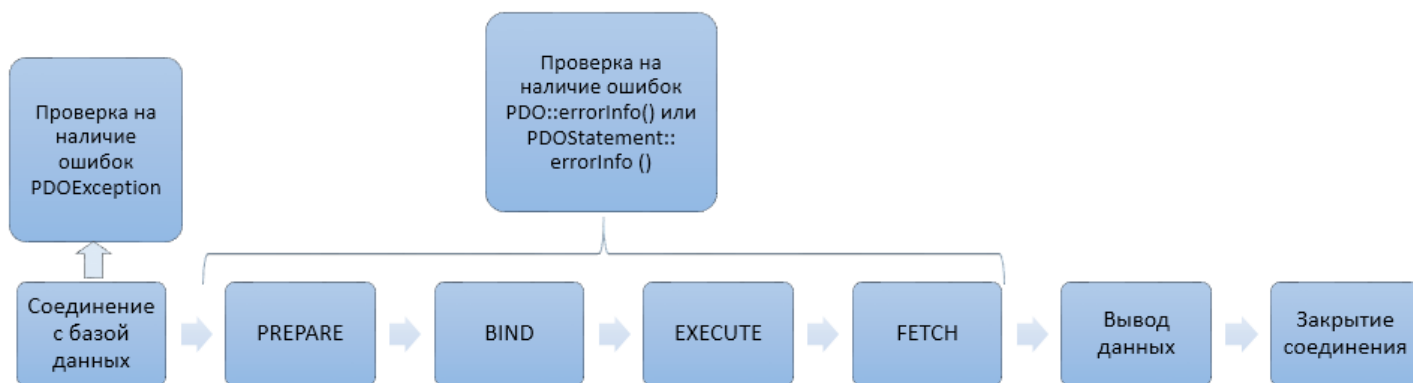 Проверка на
наличие
ошибок
PDOException
Проверка на
наличие ошибок
PDO::errorInfo() или
PDOStatement::
errorInfo ()
Соединение
с базой
данных
PREPARE
BIND
EXECUTE
FETCH
Вывод
данных
Закрытие
соединения